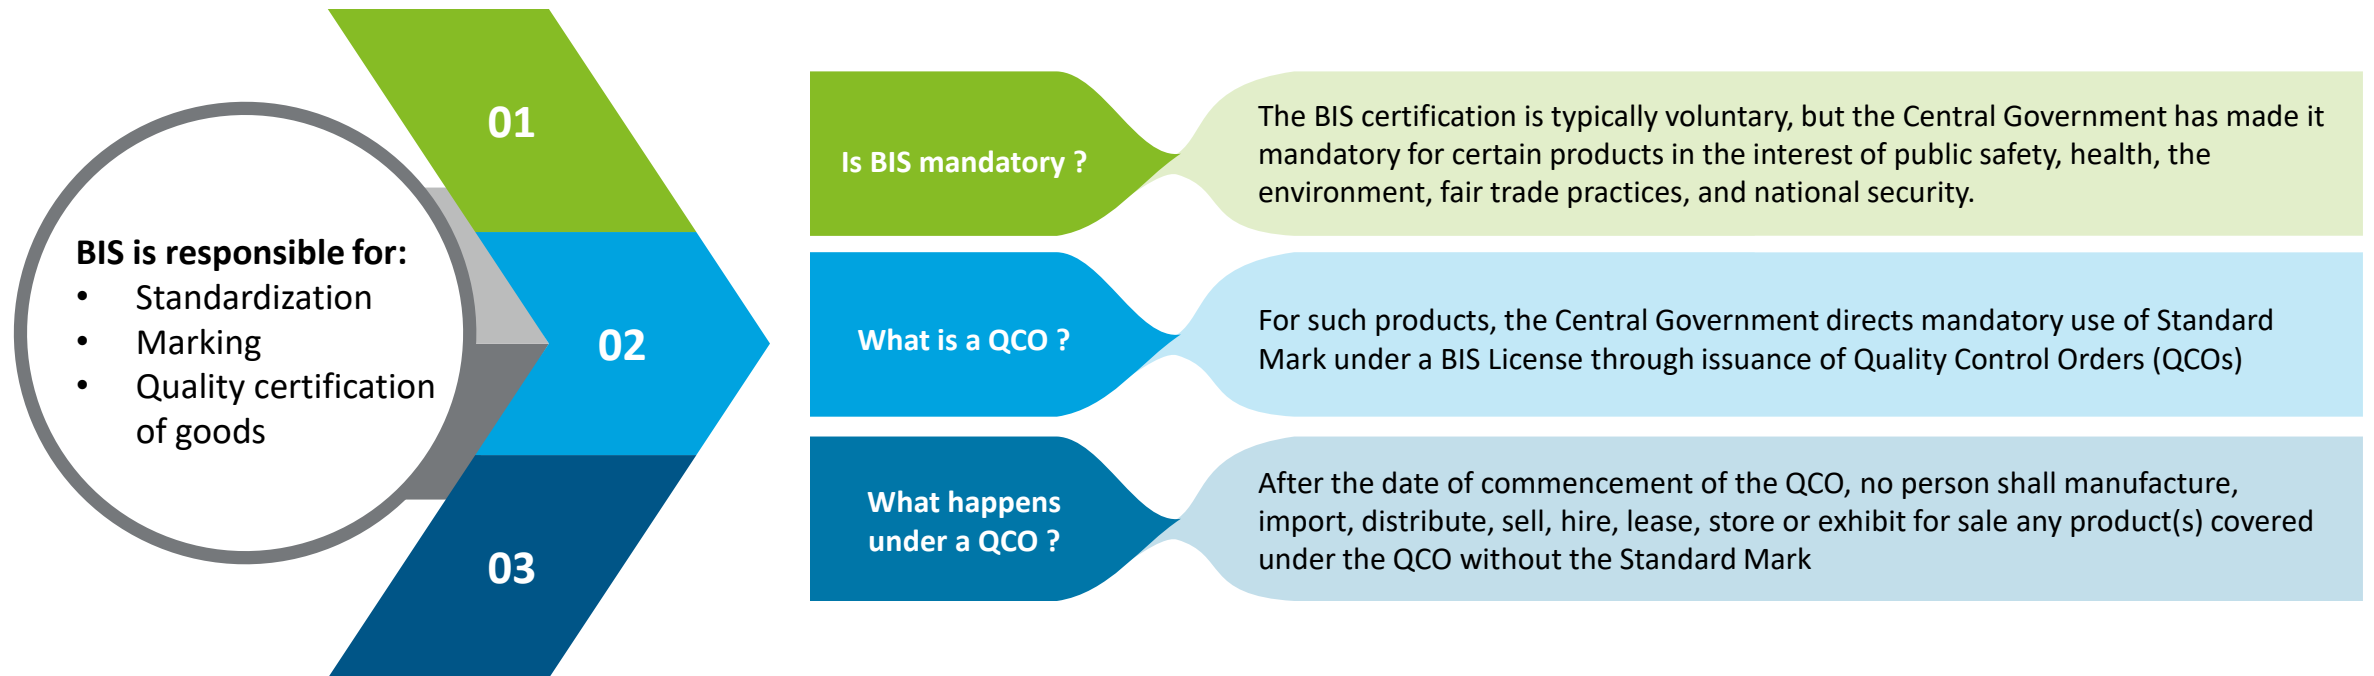 BIS is responsible for:
• Standardization
• Marking
• Quality certification
of goods
01
02
03
Is BIS mandatory ?
The BIS certification is typically voluntary, but the Central Government has made it
mandatory for certain products in the interest of public safety, health, the
environment, fair trade practices, and national security.
What is a QCO ?
For such products, the Central Government directs mandatory use of Standard
Mark under a BIS License through issuance of Quality Control Orders (QCOs)
What happens
under a QCO ?
After the date of commencement of the QCO, no person shall manufacture,
import, distribute, sell, hire, lease, store or exhibit for sale any product(s) covered
under the QCO without the Standard Mark